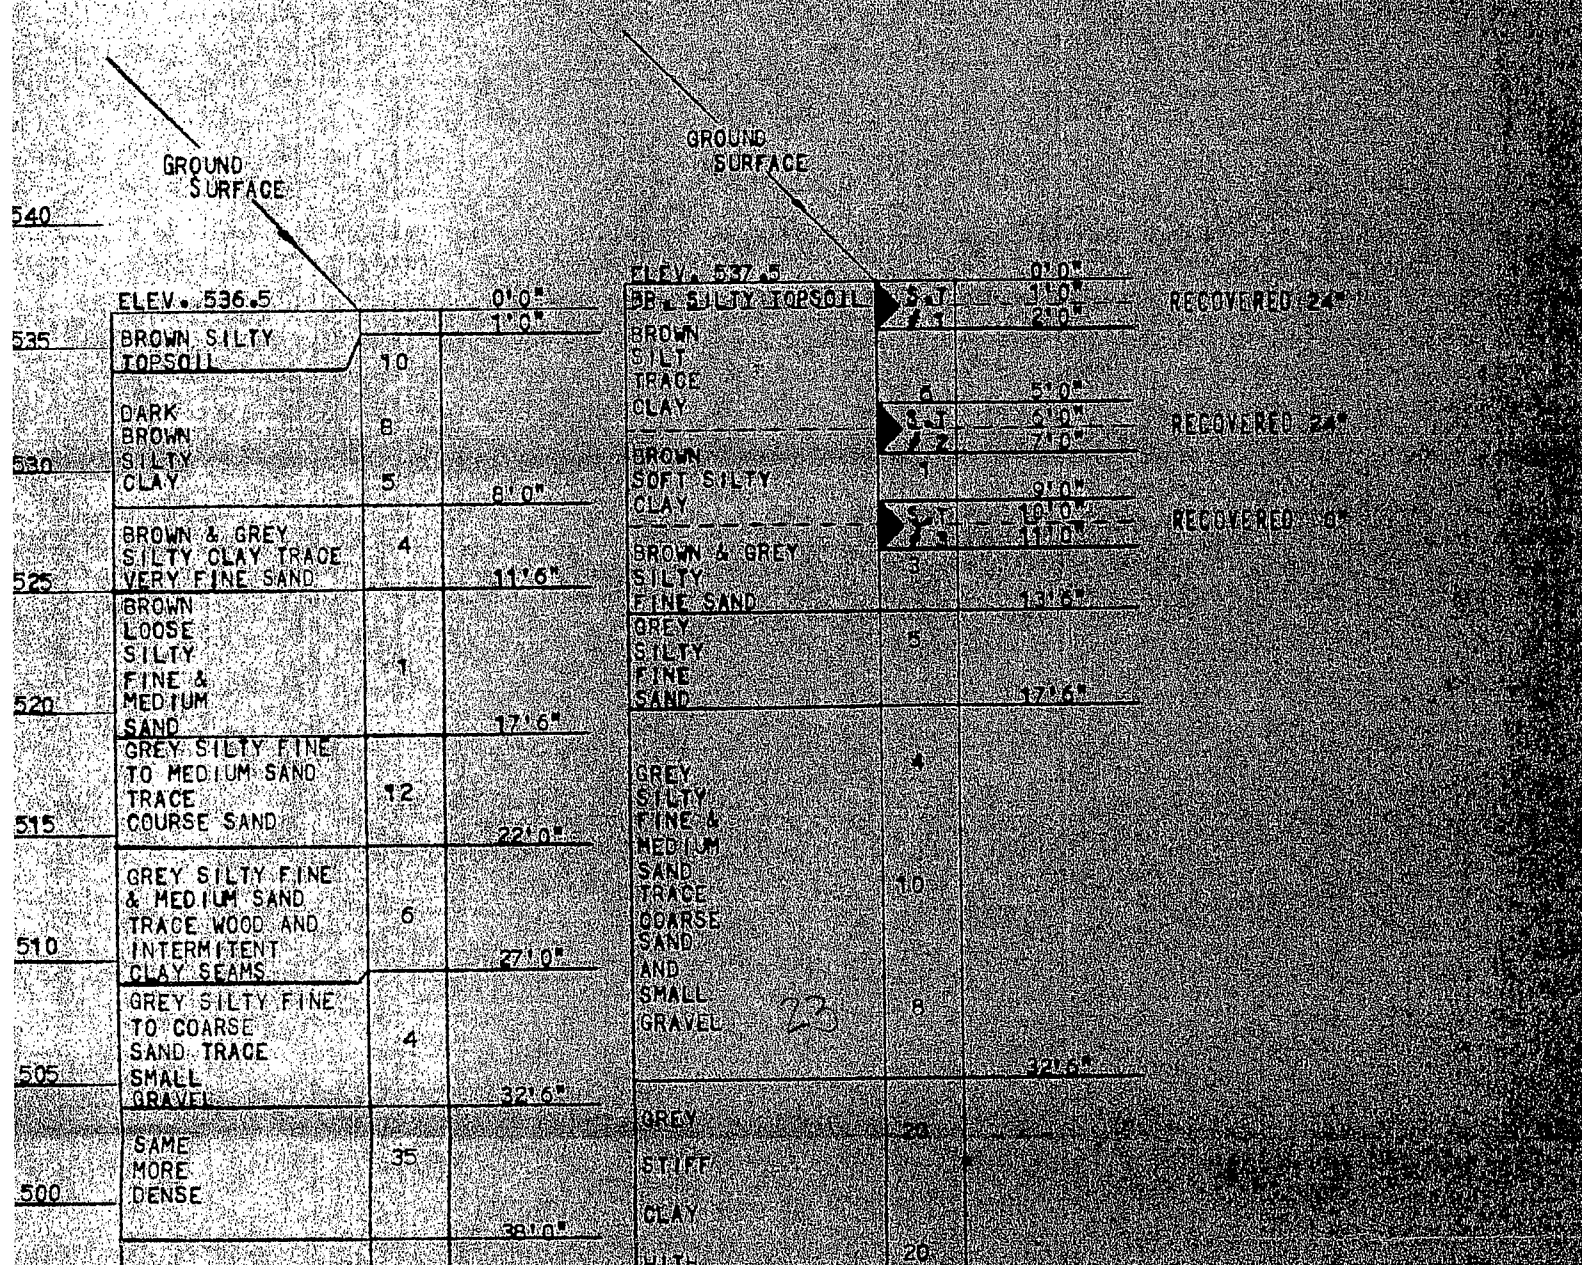 GROUND
SURFACE
540
535
530
525
520
515
510
505
500
ELEV. 536.5
0'0"
1'0"
BROWN SILTY
TOPSOIL
10
DARK
BROWN
SILTY
CLAY
8
5
8'0"
BROWN & GREY
SILTY CLAY TRACE
VERY FINE SAND
4
11'6"
BROWN
LOOSE
SILTY
FINE &
MEDIUM
SAND
1
17'6"
GREY SILTY FINE
TO MEDIUM SAND
TRACE
COURSE SAND
12
22'0"
GREY SILTY FINE
& MEDIUM SAND
TRACE WOOD AND
INTERMITENT
CLAY SEAMS
6
27'0"
GREY SILTY FINE
TO COARSE
SAND TRACE
SMALL
GRAVEL
4
32'6"
SAME
MORE
DENSE
35
38'0"
GROUND
SURFACE
ELEV. 537.5
0'0"
BR. SILTY TOPSOIL
S.T
1'0"
RECOVERED 24"
# 1
2'0"
BROWN
SILT
TRACE
CLAY
6
5'0"
S.T
6'0"
RECOVERED 24"
# 2
7'0"
BROWN
SOFT SILTY
CLAY
1
9'0"
S.T
10'0"
RECOVERED
11'0"
BROWN & GREY
SILTY
FINE SAND
3
13'6"
GREY
SILTY
FINE
SAND
5
17'6"
GREY
SILTY
FINE &
MEDIUM
SAND
TRACE
COARSE
SAND
AND
SMALL
GRAVEL
4
10
23
8
32'6"
GREY
20
STIFF
CLAY
20